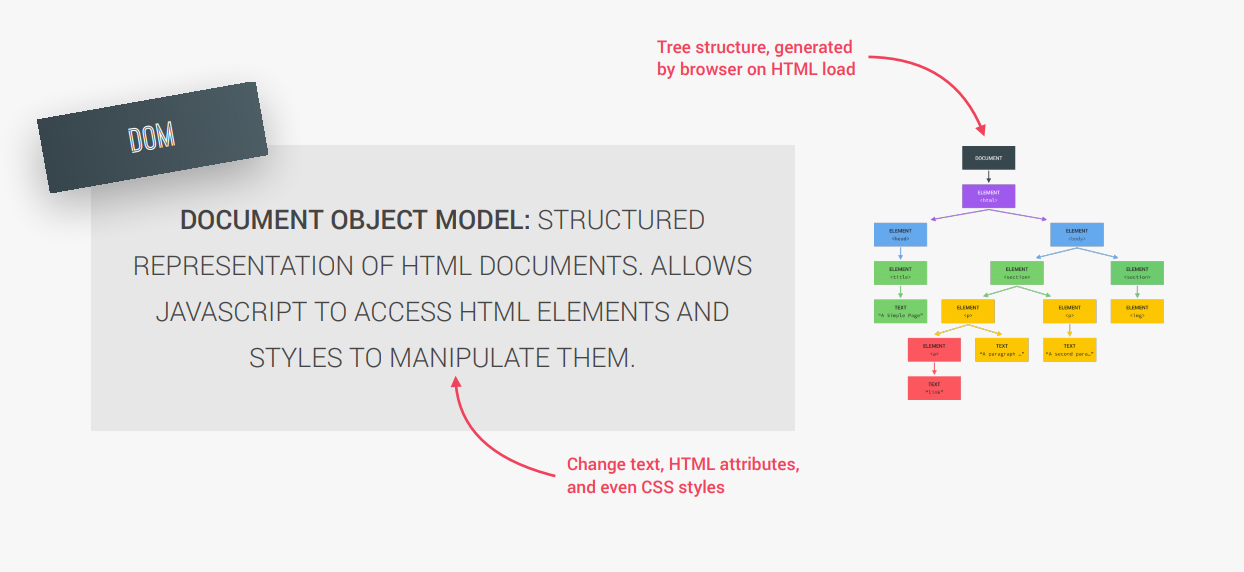 Tree structure, generated
by browser on HTML load
DOM
DOCUMENT OBJECT MODEL: STRUCTURED
REPRESENTATION OF HTML DOCUMENTS. ALLOWS
JAVASCRIPT TO ACCESS HTML ELEMENTS AND
STYLES TO MANIPULATE THEM.
Change text, HTML attributes,
and even CSS styles
DOCUMENT
ELEMENT
<html>
ELEMENT
<head>
ELEMENT
<body>
ELEMENT
<title>
ELEMENT
<section>
ELEMENT
<section>
TEXT
"A Simple Page"
ELEMENT
<p>
ELEMENT
<p>
ELEMENT
<img>
ELEMENT
<a>
TEXT
"A paragraph …"
TEXT
"A second para…"
TEXT
"link"